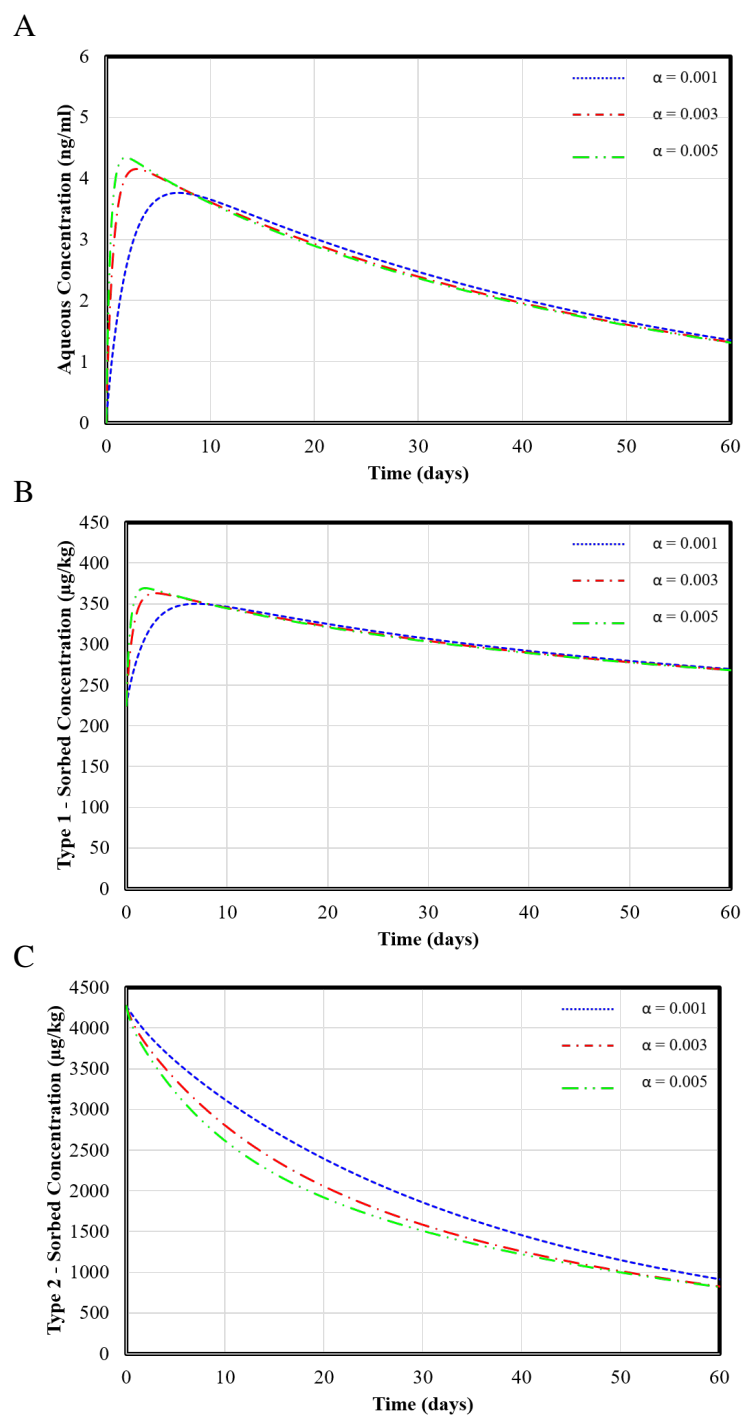 A
6
5
4
3
2
1
0
Aqueous Concentration (ng/ml)
α = 0.001
α = 0.003
α = 0.005
0 10 20 30 40 50 60
Time (days)
B
450
400
350
300
250
200
150
100
50
0
Type 1 - Sorbed Concentration (µg/kg)
α = 0.001
α = 0.003
α = 0.005
0 10 20 30 40 50 60
Time (days)
C
4500
4000
3500
3000
2500
2000
1500
1000
500
0
Type 2 - Sorbed Concentration (µg/kg)
α = 0.001
α = 0.003
α = 0.005
0 10 20 30 40 50 60
Time (days)